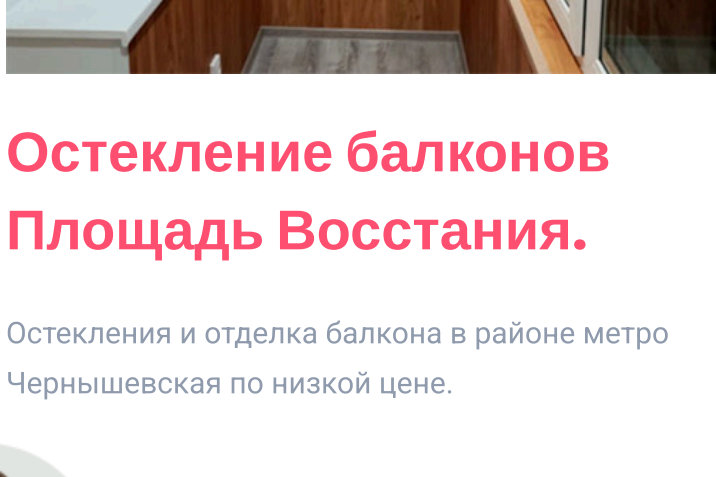 Остекление балконов
Площадь Восстания.
Остекления и отделка балкона в районе метро
Чернышевская по низкой цене.